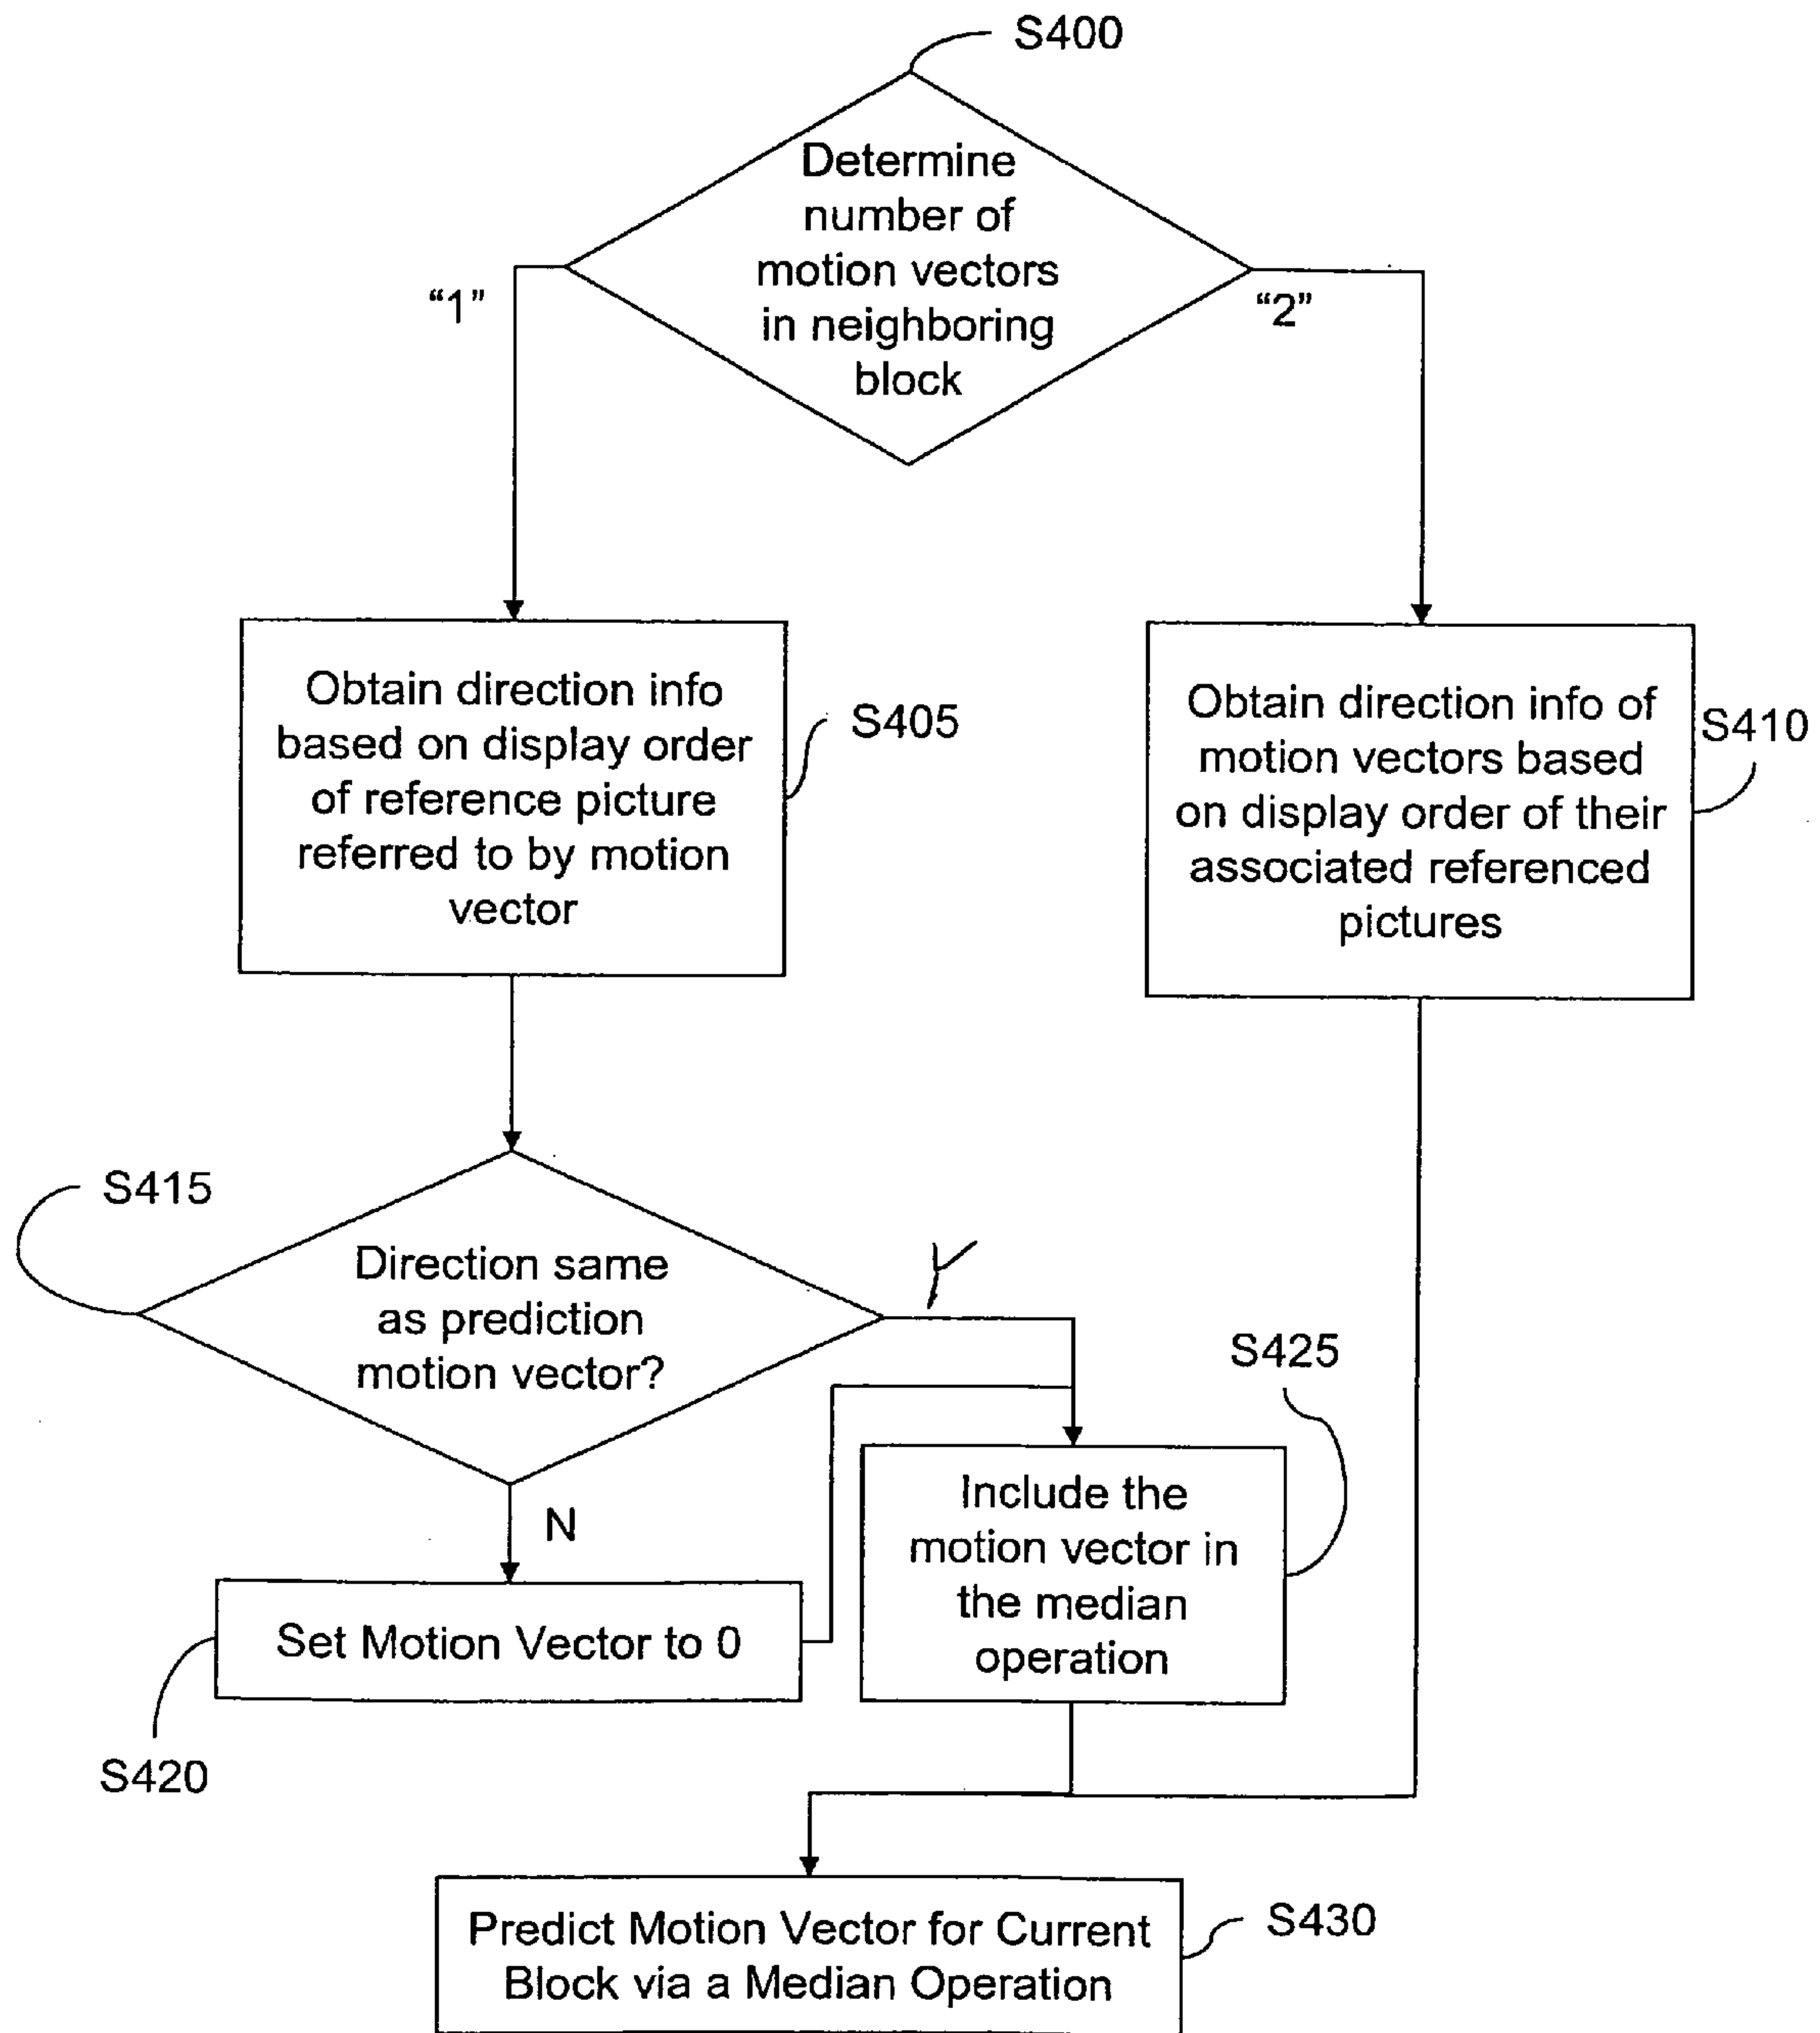 S400
Determine
number of
motion vectors
in neighboring
block
“1”
“2”
Obtain direction info
based on display order
of reference picture
referred to by motion
vector
S405
Obtain direction info of
motion vectors based
on display order of their
associated referenced
pictures
S410
S415
Direction same
as prediction
motion vector?
Y
N
S425
Include the
motion vector in
the median
operation
Set Motion Vector to 0
S420
Predict Motion Vector for Current
Block via a Median Operation
S430